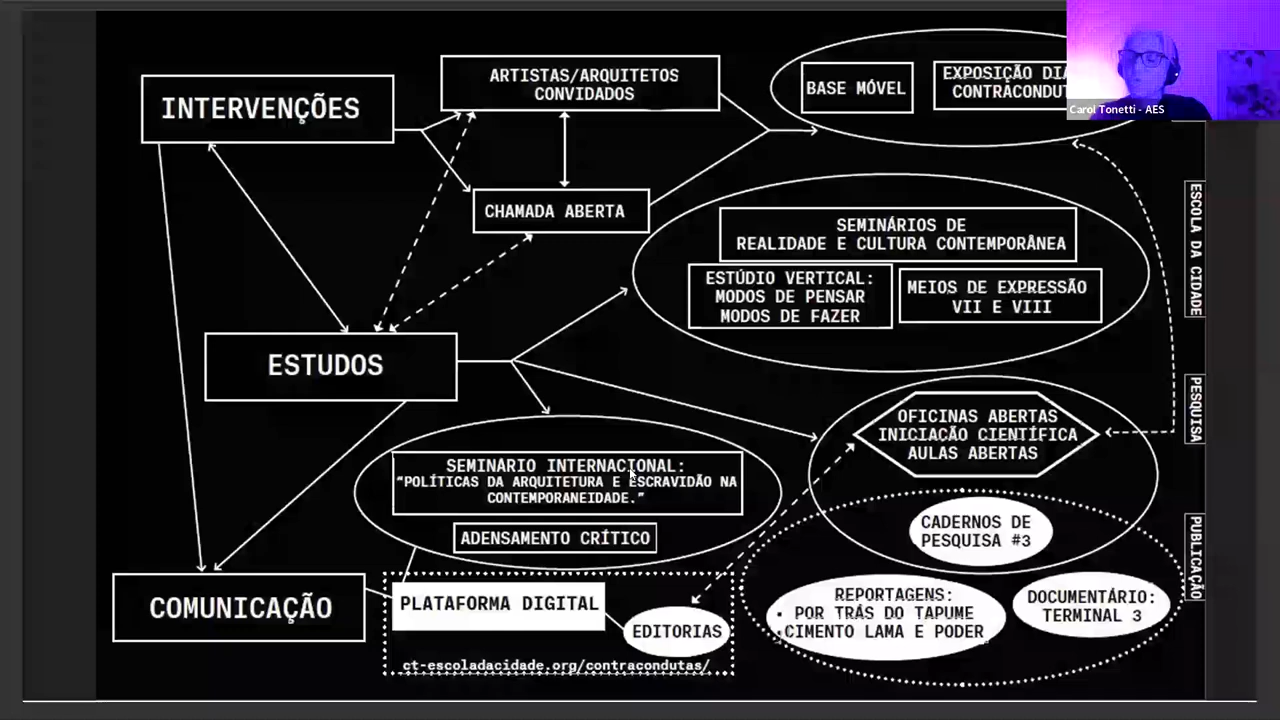 INTERVENÇÕES
ARTISTAS/ARQUITETOS
CONVIDADOS
BASE MÓVEL
EXPOSIÇÃO
Carol Tonetti - AES
CHAMADA ABERTA
SEMINÁRIOS DE
REALIDADE E CULTURA CONTEMPORÂNEA
ESTÚDIO VERTICAL:
MODOS DE PENSAR
MODOS DE FAZER
MEIOS DE EXPRESSÃO
VII E VIII
ESCOLA DA CIDADE
ESTUDOS
PESQUISA
OFICINAS ABERTAS
INICIAÇÃO CIENTÍFICA
AULAS ABERTAS
SEMINÁRIO INTERNACIONAL:
“POLÍTICAS DA ARQUITETURA E ESCRAVIDÃO NA
CONTEMPORANEIDADE.”
ADENSAMENTO CRÍTICO
CADERNOS DE
PESQUISA #3
PUBLICAÇÃO
COMUNICAÇÃO
PLATAFORMA DIGITAL
EDITORIAS
ct-escoladacidade.org/contracondutas/
REPORTAGENS:
• POR TRÁS DO TAPUME
• CIMENTO LAMA E PODER
DOCUMENTÁRIO:
TERMINAL 3